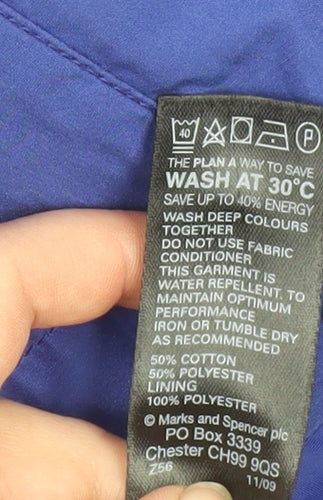 40 P
THE PLAN A WAY TO SAVE
WASH AT 30°C
SAVE UP TO 40% ENERGY
WASH DEEP COLOURS
TOGETHER
DO NOT USE FABRIC
CONDITIONER
THIS GARMENT IS
WATER REPELLENT. TO
MAINTAIN OPTIMUM
PERFORMANCE
IRON OR TUMBLE DRY
AS RECOMMENDED
50% COTTON
50% POLYESTER
LINING
100% POLYESTER
© Marks and Spencer plc
PO Box 3339
Chester CH99 9QS
Z56 11/09